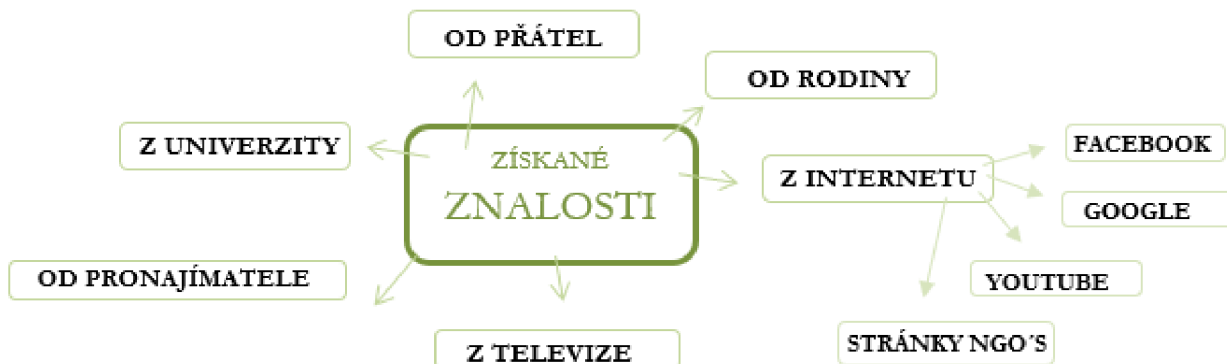 OD PŘÁTEL
OD RODINY
Z UNIVERZITY
ZÍSKANÉ
ZNALOSTI
Z INTERNETU
FACEBOOK
GOOGLE
OD PRONAJÍMATELE
YOUTUBE
Z TELEVIZE
STRÁNKY NGO´S